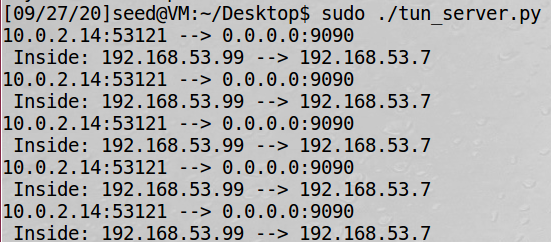 [09/27/20]seed@VM:~/Desktop$ sudo ./tun_server.py
10.0.2.14:53121 --> 0.0.0.0:9090
 Inside: 192.168.53.99 --> 192.168.53.7
10.0.2.14:53121 --> 0.0.0.0:9090
 Inside: 192.168.53.99 --> 192.168.53.7
10.0.2.14:53121 --> 0.0.0.0:9090
 Inside: 192.168.53.99 --> 192.168.53.7
10.0.2.14:53121 --> 0.0.0.0:9090
 Inside: 192.168.53.99 --> 192.168.53.7
10.0.2.14:53121 --> 0.0.0.0:9090
 Inside: 192.168.53.99 --> 192.168.53.7